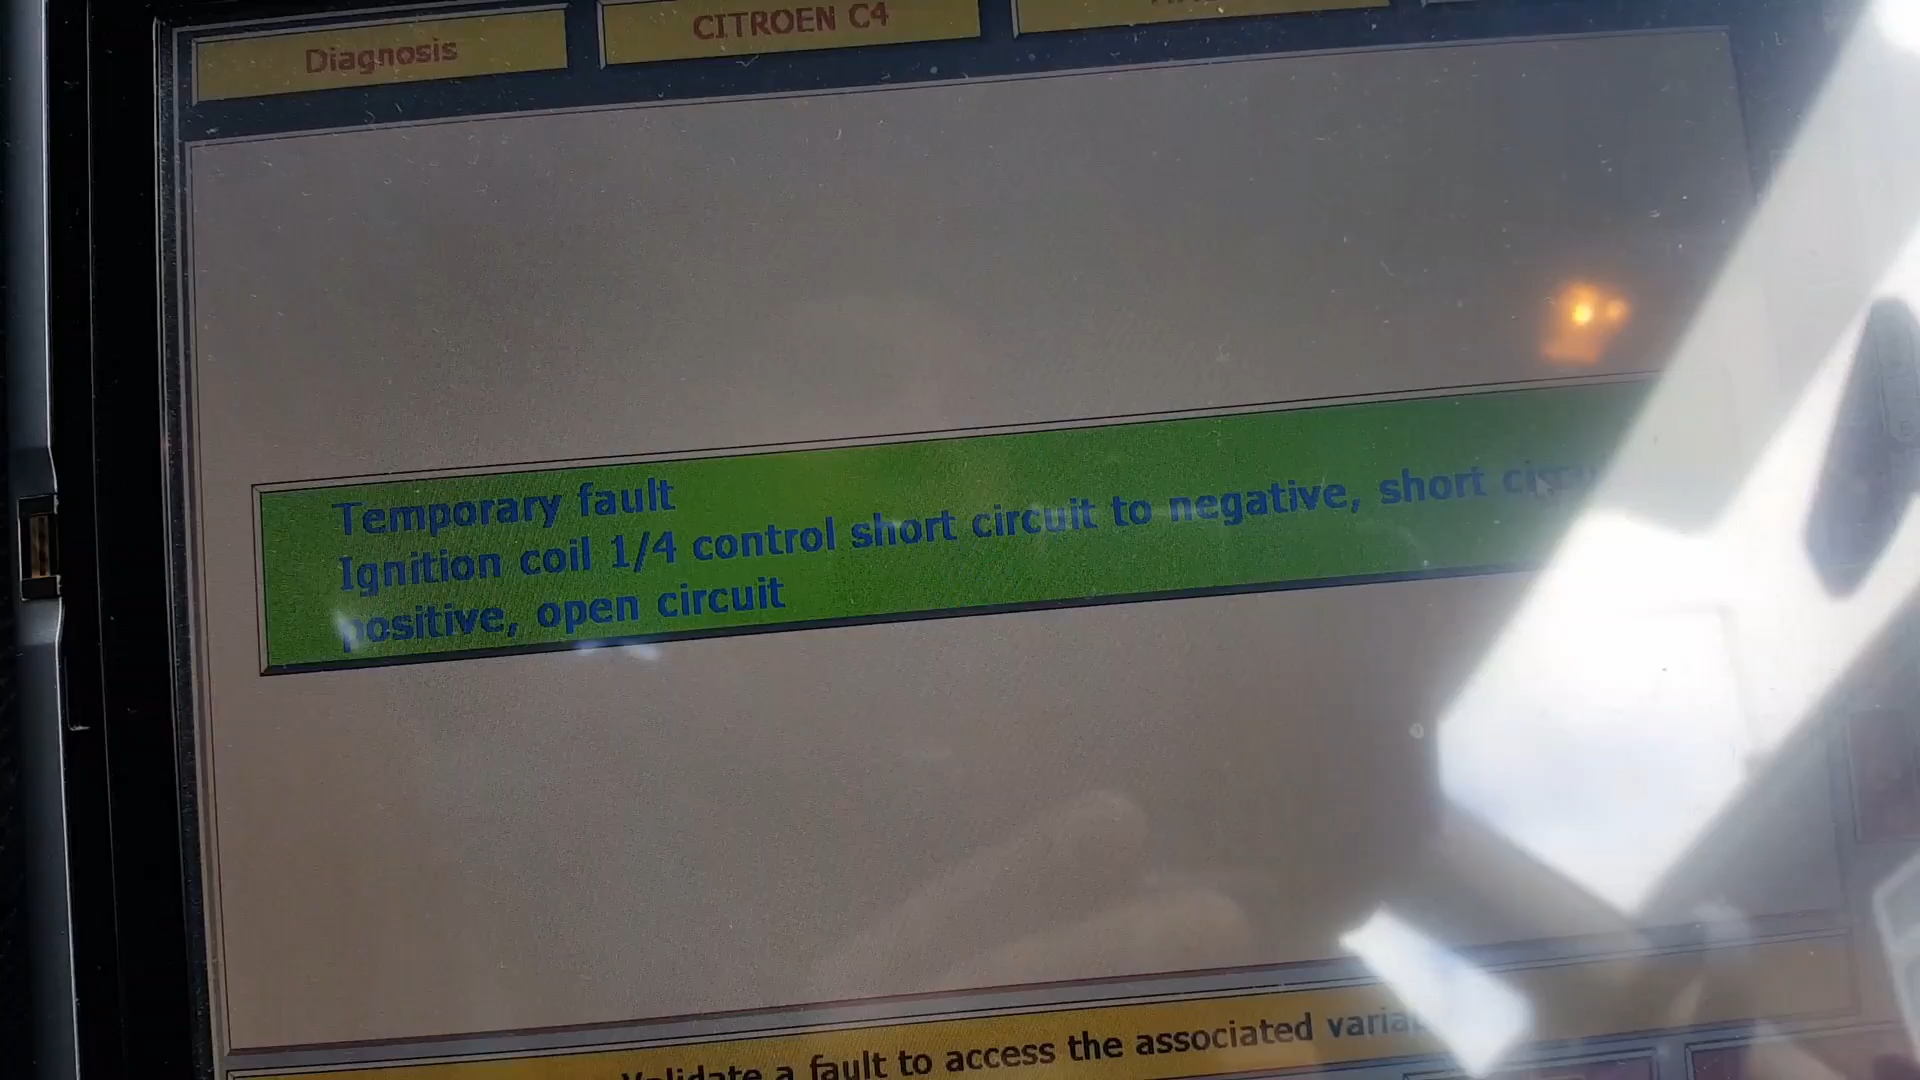 Diagnosis
CITROEN C4
Temporary fault
Ignition coil 1/4 control short circuit to negative, short
positive, open circuit
Validate a fault to access the associated